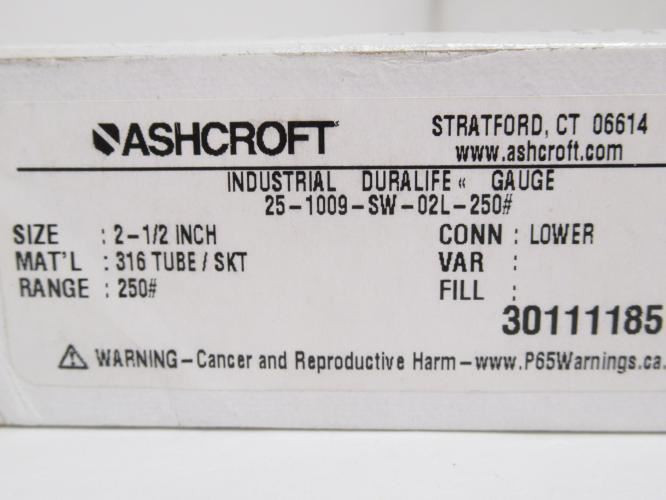 ASHCROFT
STRATFORD, CT 06614
www.ashcroft.com
INDUSTRIAL DURALIFE « GAUGE
25-1009-SW-02L-250#
SIZE : 2-1/2 INCH
CONN : LOWER
MAT'L : 316 TUBE / SKT
VAR :
RANGE : 250#
FILL :
30111185
⚠ WARNING-Cancer and Reproductive Harm-www.P65Warnings.ca.